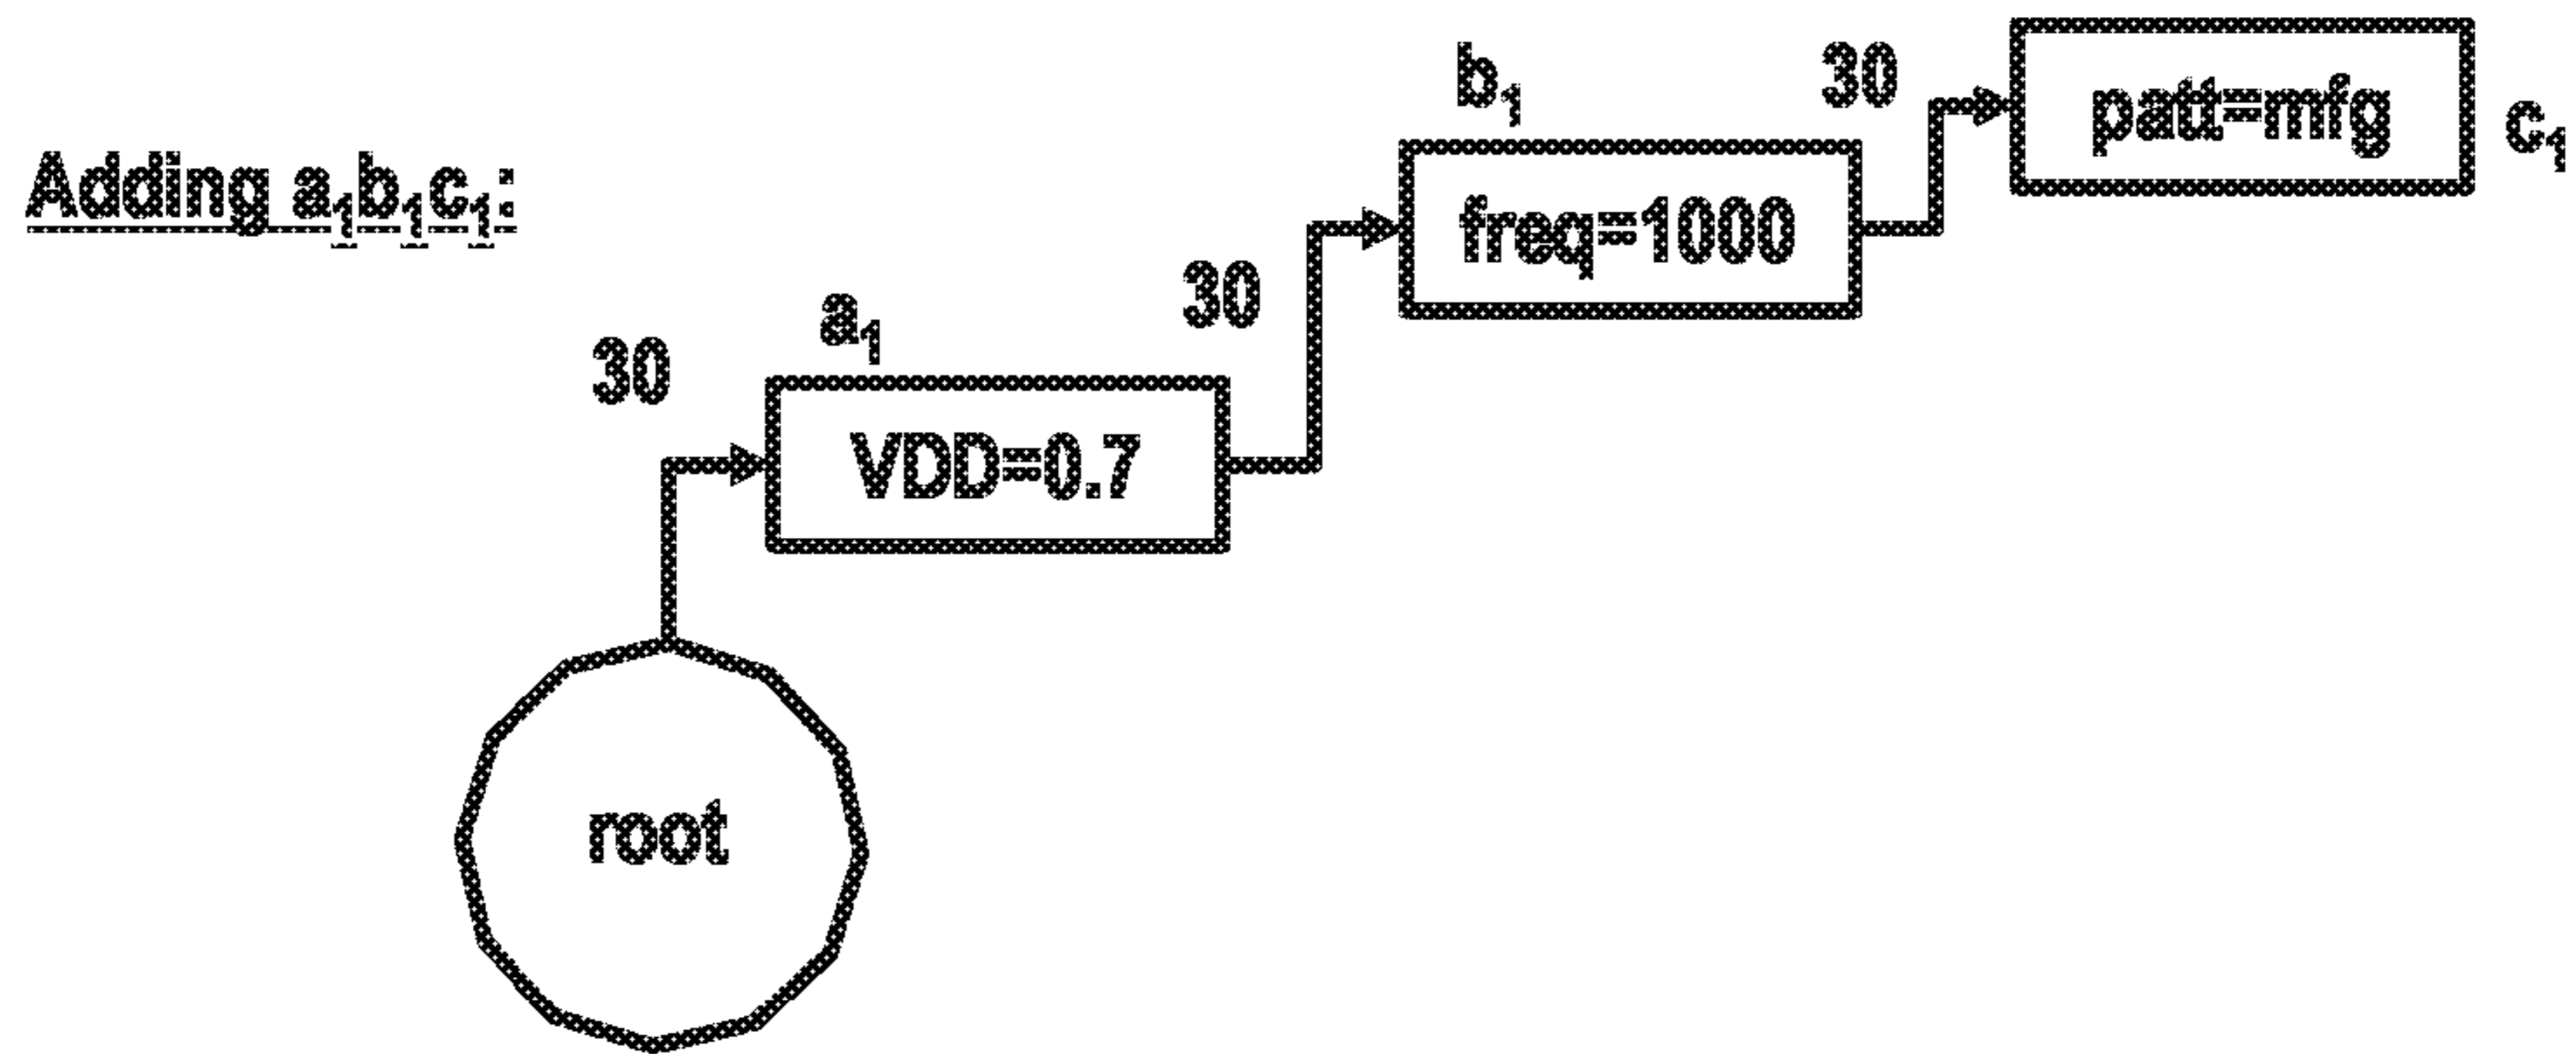 Adding a₁b₁c₁:
30
a₁
VDD=0.7
30
b₁
freq=1000
30
patt=mfg
c₁
root